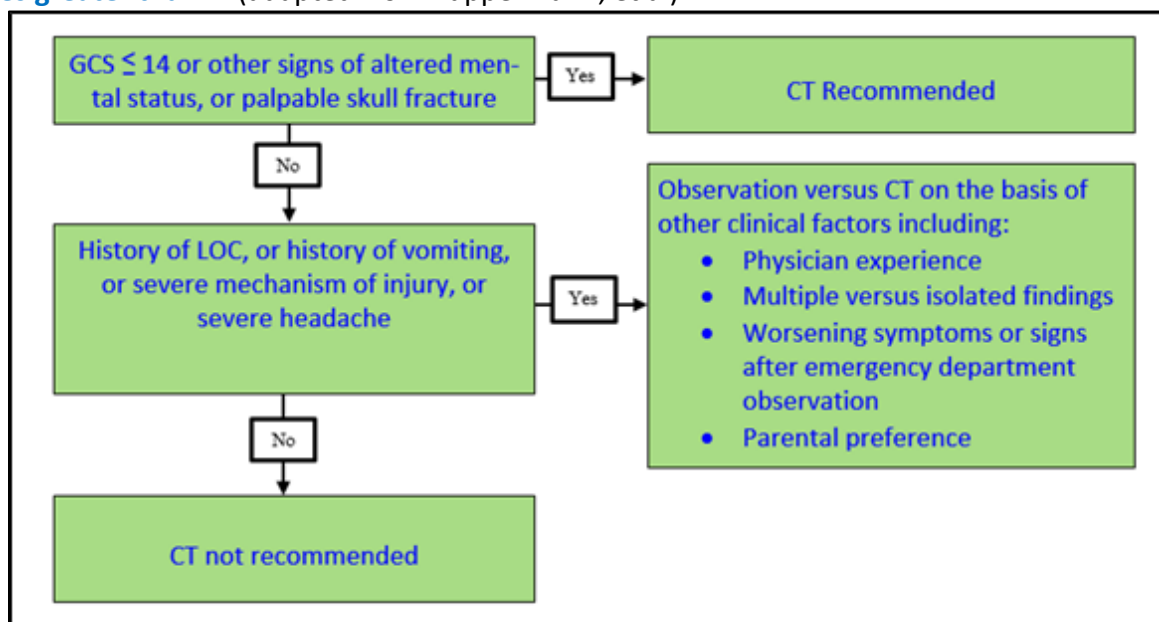 GCS ≤ 14 or other signs of altered men-
tal status, or palpable skull fracture
Yes
CT Recommended
No
History of LOC, or history of vomiting,
or severe mechanism of injury, or
severe headache
Yes
Observation versus CT on the basis of
other clinical factors including:
• Physician experience
• Multiple versus isolated findings
• Worsening symptoms or signs
after emergency department
observation
• Parental preference
No
CT not recommended